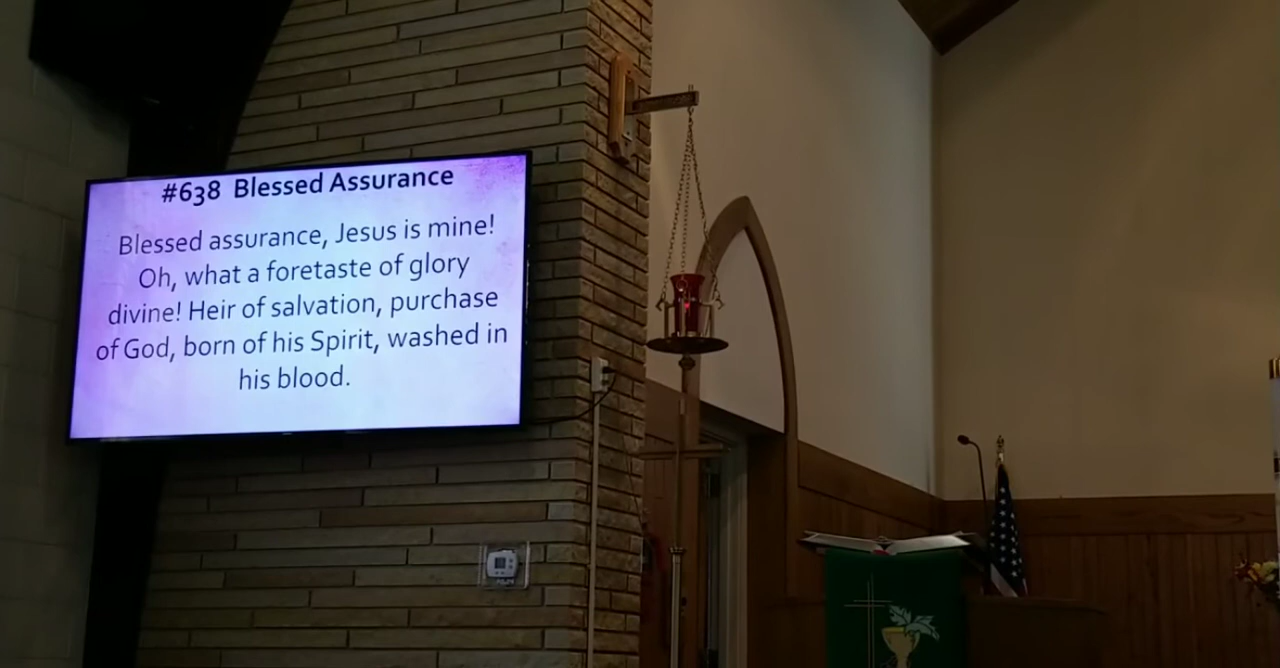 #638 Blessed Assurance
Blessed assurance, Jesus is mine!
Oh, what a foretaste of glory
divine! Heir of salvation, purchase
of God, born of his Spirit, washed in
his blood.